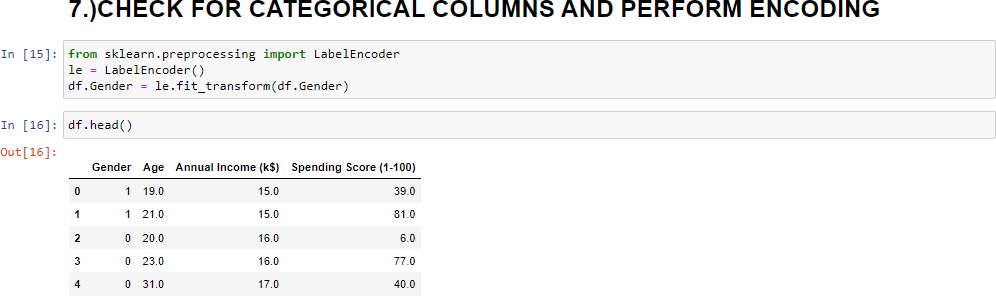 7.)CHECK FOR CATEGORICAL COLUMNS AND PERFORM ENCODING
In [15]: from sklearn.preprocessing import LabelEncoder
le = LabelEncoder()
df.Gender = le.fit_transform(df.Gender)
In [16]: df.head()
Out[16]:
Gender Age Annual Income (k$) Spending Score (1-100)
0 1 19.0 15.0 39.0
1 1 21.0 15.0 81.0
2 0 20.0 16.0 6.0
3 0 23.0 16.0 77.0
4 0 31.0 17.0 40.0